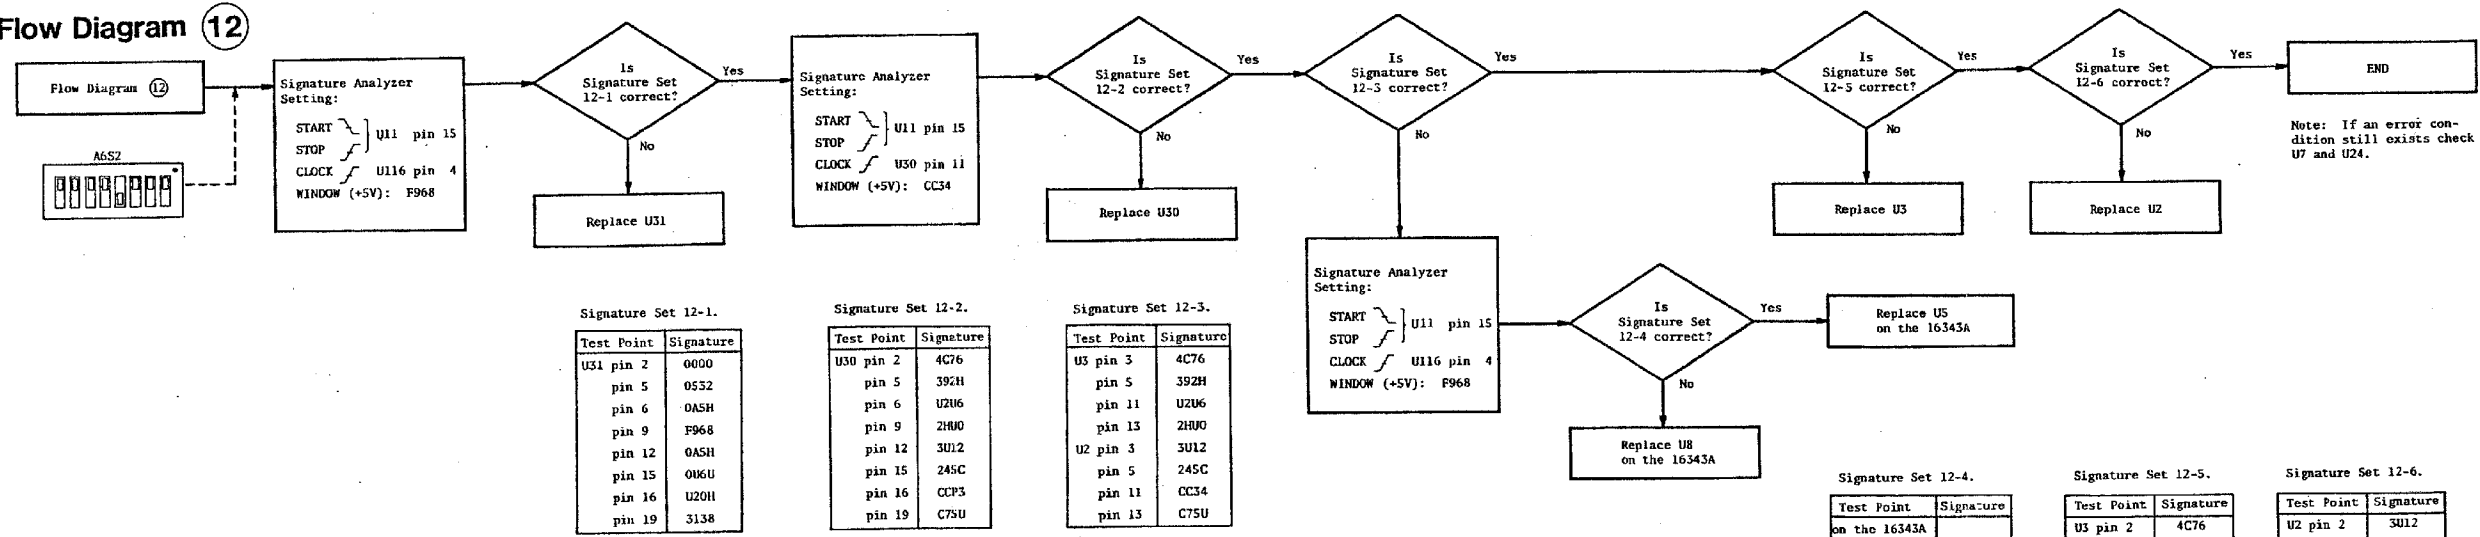 Flow Diagram 12
Flow Diagram 12
A6S2
Signature Analyzer
Setting:
START
STOP
U11 pin 15
CLOCK U116 pin 4
WINDOW (+5V): F968
Is
Signature Set
12-1 correct?
Yes
No
Replace U31
Signature Analyzer
Setting:
START
STOP
U11 pin 15
CLOCK U30 pin 11
WINDOW (+5V): CC34
Is
Signature Set
12-2 correct?
Yes
No
Replace U30
Is
Signature Set
12-3 correct?
Yes
No
Signature Analyzer
Setting:
START
STOP
U11 pin 15
CLOCK U116 pin 4
WINDOW (+5V): F968
Is
Signature Set
12-4 correct?
Yes
No
Replace U5
on the 16343A
Replace U8
on the 16343A
Is
Signature Set
12-5 correct?
Yes
No
Replace U3
Is
Signature Set
12-6 correct?
Yes
No
Replace U2
END
Note: If an error con-
dition still exists check
U7 and U24.
Signature Set 12-1.
Test Point Signature
U31 pin 2 0000
pin 5 0552
pin 6 0A5H
pin 9 F968
pin 12 0A5H
pin 15 0U6U
pin 16 U20H
pin 19 3138
Signature Set 12-2.
Test Point Signature
U30 pin 2 4C76
pin 5 392H
pin 6 U2U6
pin 9 2HU0
pin 12 3U12
pin 15 245C
pin 16 CCP3
pin 19 C75U
Signature Set 12-3.
Test Point Signature
U3 pin 3 4C76
pin 5 392H
pin 11 U2U6
pin 13 2HU0
U2 pin 3 3U12
pin 5 245C
pin 11 CC34
pin 13 C75U
Signature Set 12-4.
Test Point Signature
on the 16343A
Signature Set 12-5.
Test Point Signature
U3 pin 2 4C76
Signature Set 12-6.
Test Point Signature
U2 pin 2 3U12